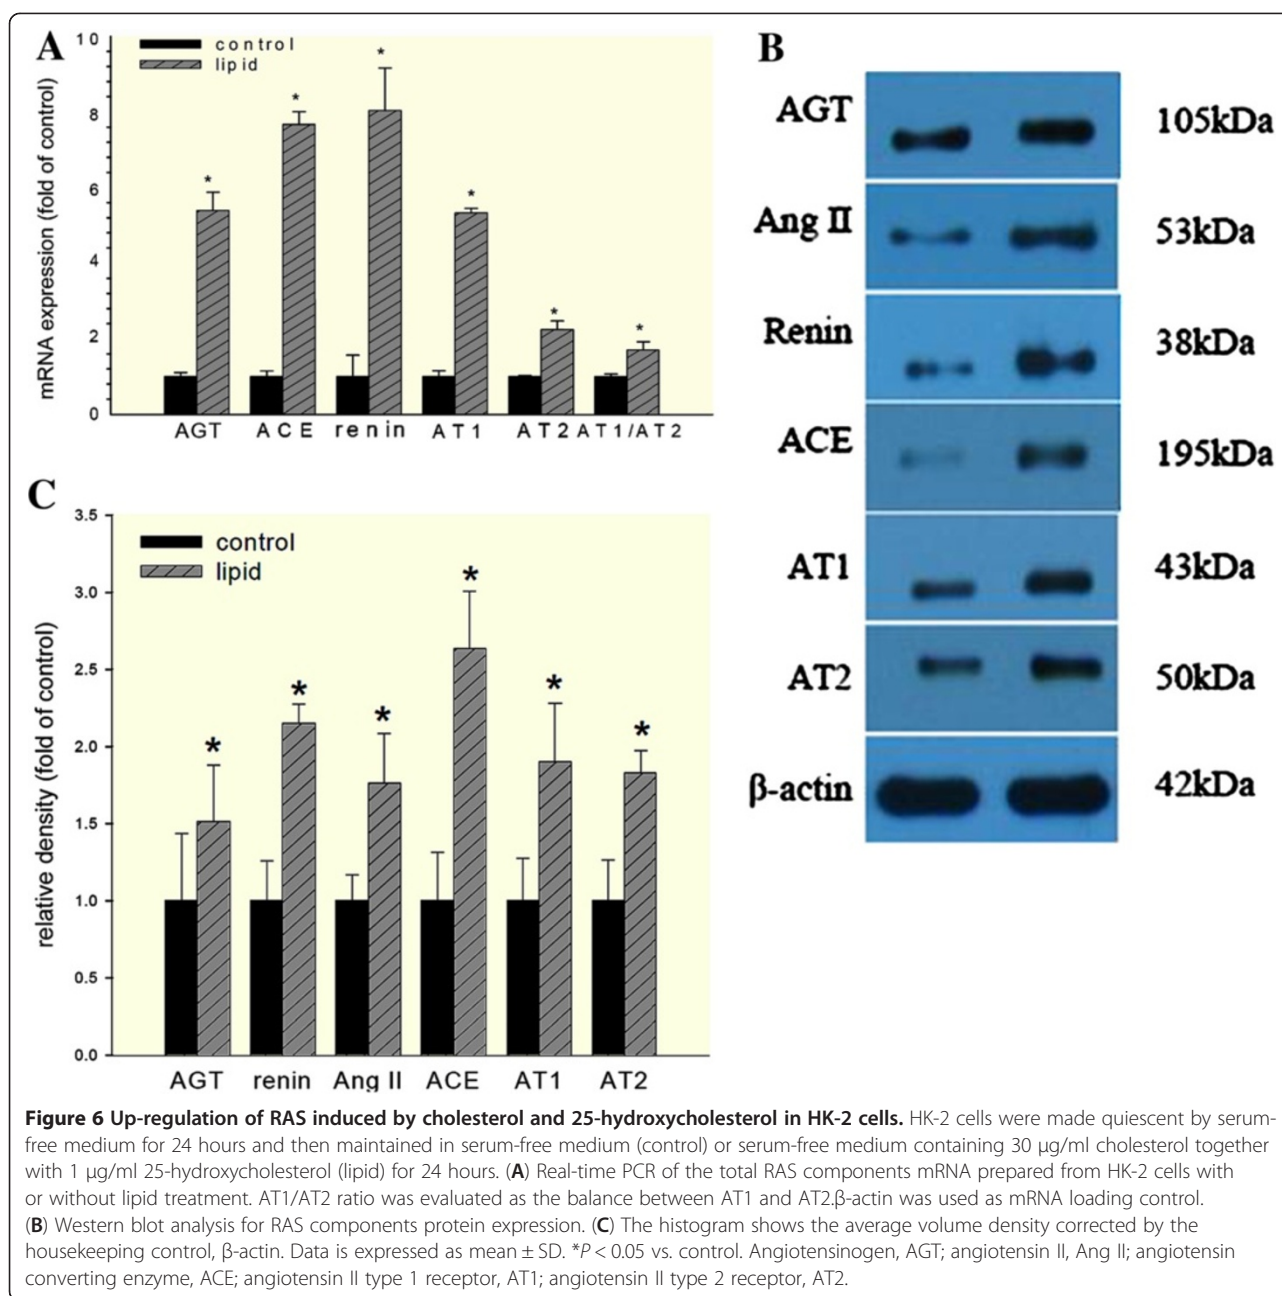 A
10
8
6
4
2
0
mRNA expression (fold of control)
control
lipid
*
*
*
*
*
*
AGT ACE renin AT1 AT2 AT1/AT2
B
AGT 105kDa
Ang II 53kDa
Renin 38kDa
ACE 195kDa
AT1 43kDa
AT2 50kDa
β-actin 42kDa
C
3.5
3.0
2.5
2.0
1.5
1.0
0.5
0.0
relative density (fold of control)
control
lipid
*
*
*
*
*
*
AGT renin Ang II ACE AT1 AT2
Figure 6 Up-regulation of RAS induced by cholesterol and 25-hydroxycholesterol in HK-2 cells. HK-2 cells were made quiescent by serum-
free medium for 24 hours and then maintained in serum-free medium (control) or serum-free medium containing 30 μg/ml cholesterol together
with 1 μg/ml 25-hydroxycholesterol (lipid) for 24 hours. (A) Real-time PCR of the total RAS components mRNA prepared from HK-2 cells with
or without lipid treatment. AT1/AT2 ratio was evaluated as the balance between AT1 and AT2.β-actin was used as mRNA loading control.
(B) Western blot analysis for RAS components protein expression. (C) The histogram shows the average volume density corrected by the
housekeeping control, β-actin. Data is expressed as mean ± SD. *P < 0.05 vs. control. Angiotensinogen, AGT; angiotensin II, Ang II; angiotensin
converting enzyme, ACE; angiotensin II type 1 receptor, AT1; angiotensin II type 2 receptor, AT2.